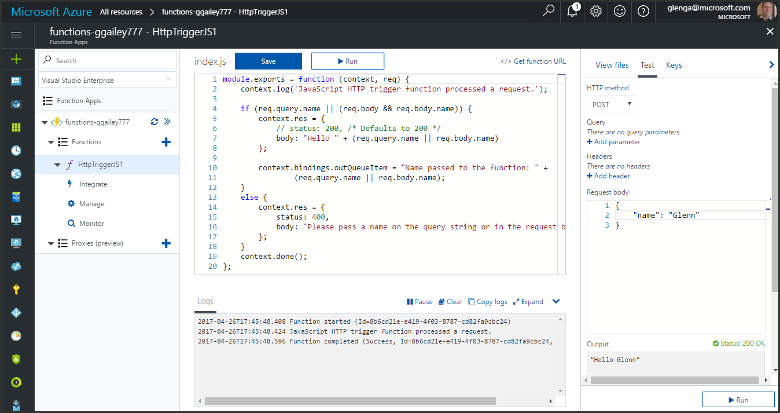 Microsoft Azure All resources > functions-ggailey777 - HttpTriggerJS1
1
glenga@microsoft.com
MICROSOFT
functions-ggailey777 - HttpTriggerJS1
Function Apps
Search
Visual Studio Enterprise
Function Apps
functions-ggailey777
Functions
HttpTriggerJS1
Integrate
Manage
Monitor
Proxies (preview)
index.js Save Run </> Get function URL
1 module.exports = function (context, req) {
2 context.log('JavaScript HTTP trigger function processed a request.');
3
4 if (req.query.name || (req.body && req.body.name)) {
5 context.res = {
6 // status: 200, /* Defaults to 200 */
7 body: "Hello " + (req.query.name || req.body.name)
8 };
9
10 context.bindings.outQueueItem = "Name passed to the function: " +
11 (req.query.name || req.body.name);
12 }
13 else {
14 context.res = {
15 status: 400,
16 body: "Please pass a name on the query string or in the request b
17 };
18 }
19 context.done();
20 };
Logs Pause Clear Copy logs Expand
2017-04-26T17:45:48.408 Function started (Id=8b6cd21e-e419-4f03-8787-cd82fa9cbc24)
2017-04-26T17:45:48.424 JavaScript HTTP trigger function processed a request.
2017-04-26T17:45:48.596 Function completed (Success, Id=8b6cd21e-e419-4f03-8787-cd82fa9cbc24,
View files Test Keys
HTTP method
POST
Query
There are no query parameters
+ Add parameter
Headers
There are no headers
+ Add header
Request body
1 {
2 "name": "Glenn"
3 }
Output Status: 200 OK
"Hello Glenn"
Run